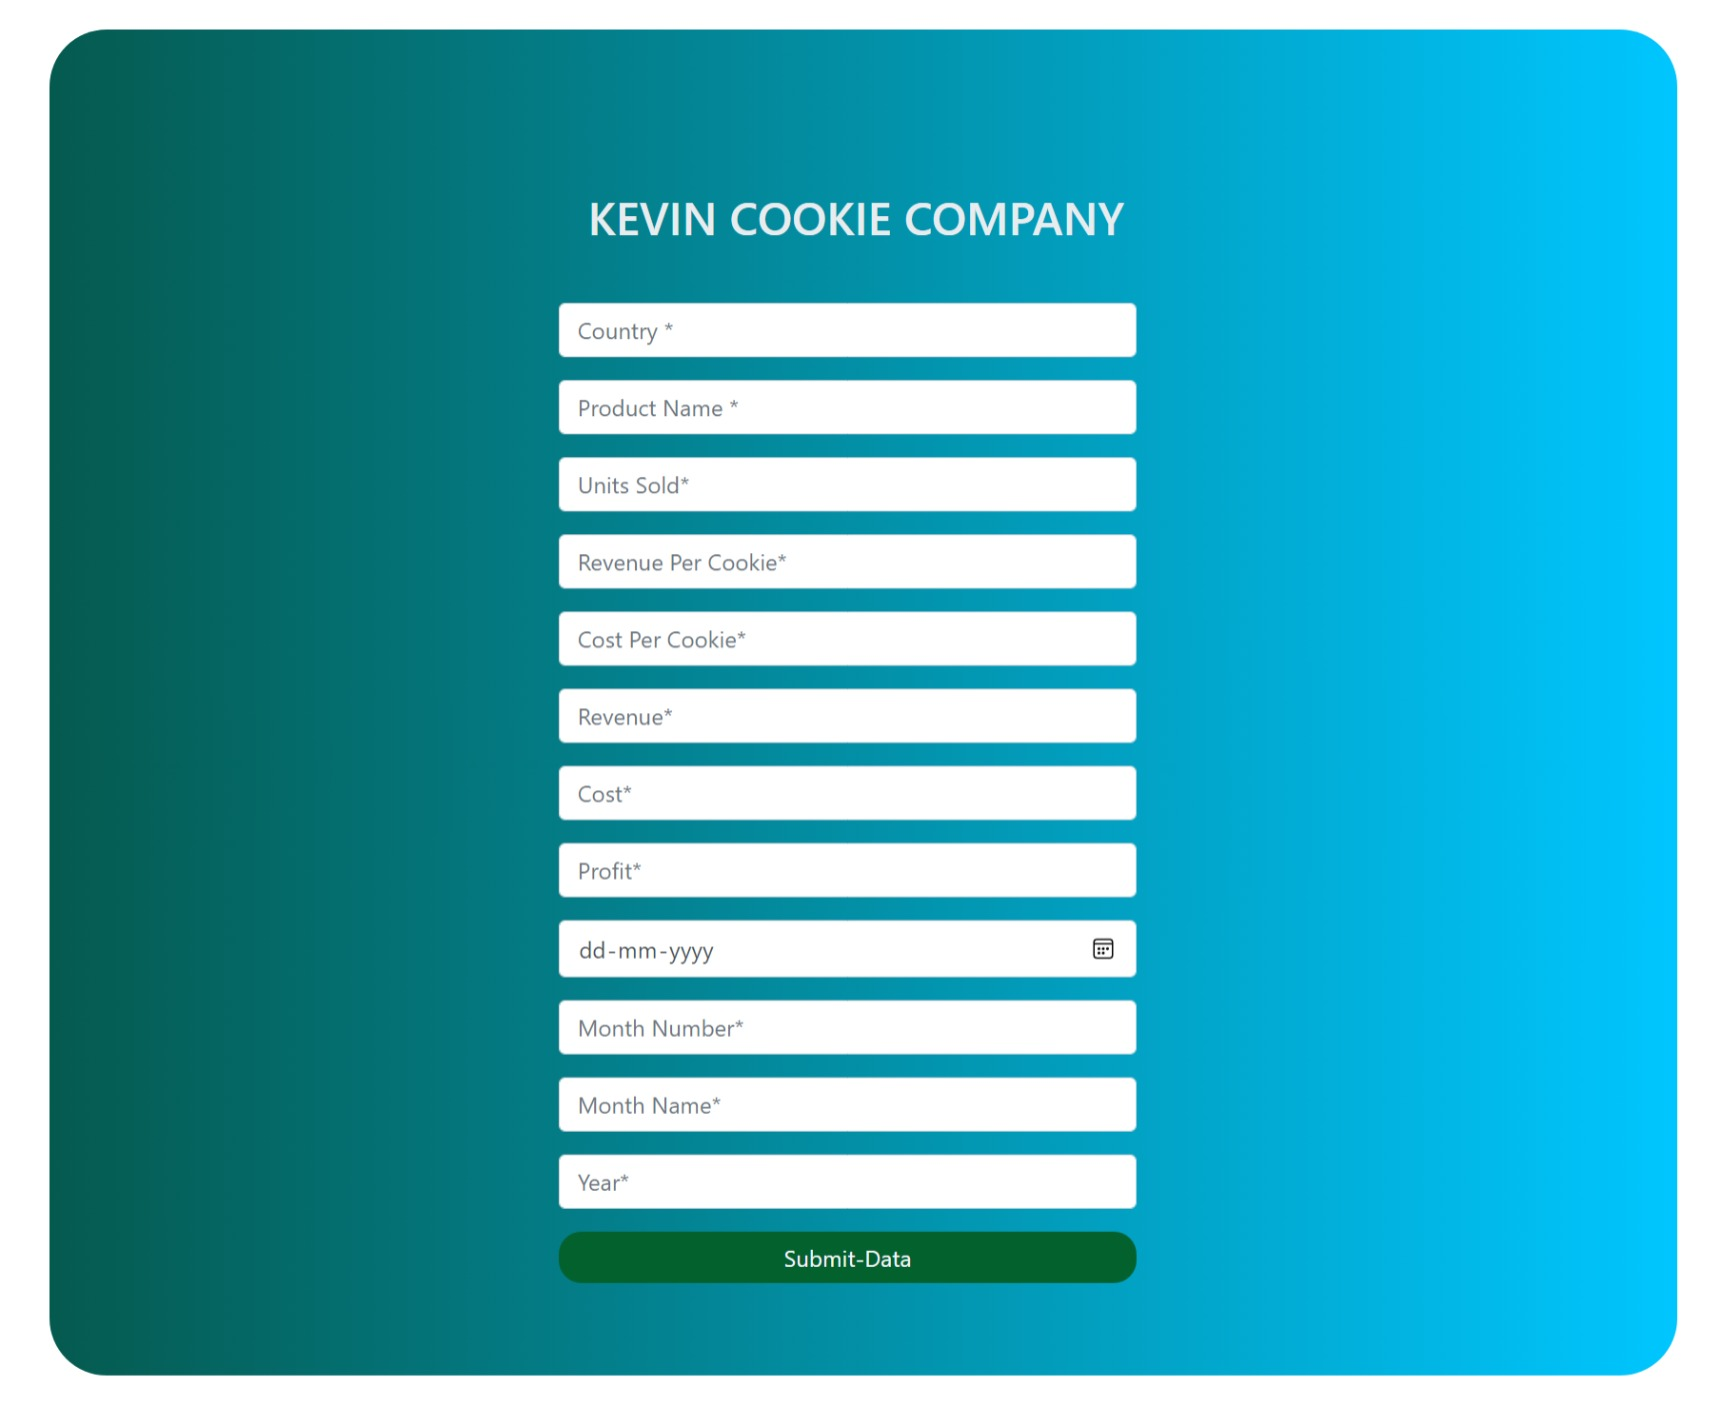 KEVIN COOKIE COMPANY
Country *
Product Name *
Units Sold*
Revenue Per Cookie*
Cost Per Cookie*
Revenue*
Cost*
Profit*
dd-mm-yyyy
Month Number*
Month Name*
Year*
Submit-Data